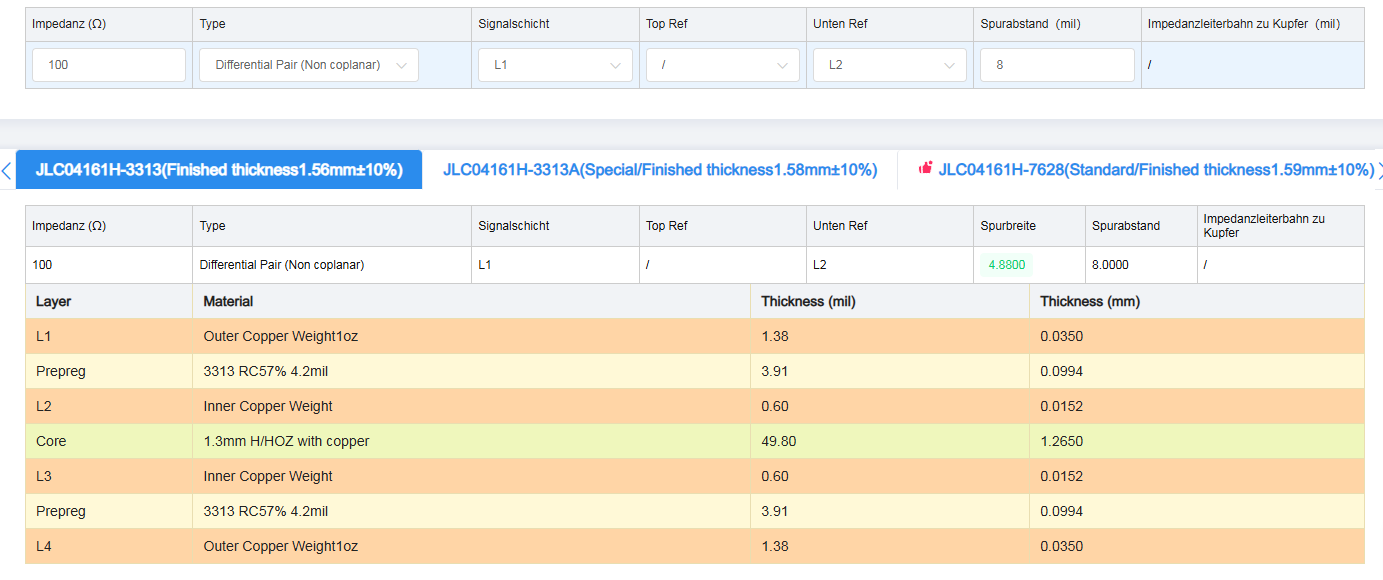 Impedanz (Ω) Type Signalschicht Top Ref Unten Ref Spurabstand（mil） Impedanzleiterbahn zu Kupfer（mil）
100 Differential Pair (Non coplanar) L1 / L2 8 /
JLC04161H-3313(Finished thickness1.56mm±10%) JLC04161H-3313A(Special/Finished thickness1.58mm±10%) JLC04161H-7628(Standard/Finished thickness1.59mm±10%)
Impedanz (Ω) Type Signalschicht Top Ref Unten Ref Spurbreite Spurabstand Impedanzleiterbahn zu
Kupfer
100 Differential Pair (Non coplanar) L1 / L2 4.8800 8.0000 /
Layer Material Thickness (mil) Thickness (mm)
L1 Outer Copper Weight1oz 1.38 0.0350
Prepreg 3313 RC57% 4.2mil 3.91 0.0994
L2 Inner Copper Weight 0.60 0.0152
Core 1.3mm H/HOZ with copper 49.80 1.2650
L3 Inner Copper Weight 0.60 0.0152
Prepreg 3313 RC57% 4.2mil 3.91 0.0994
L4 Outer Copper Weight1oz 1.38 0.0350